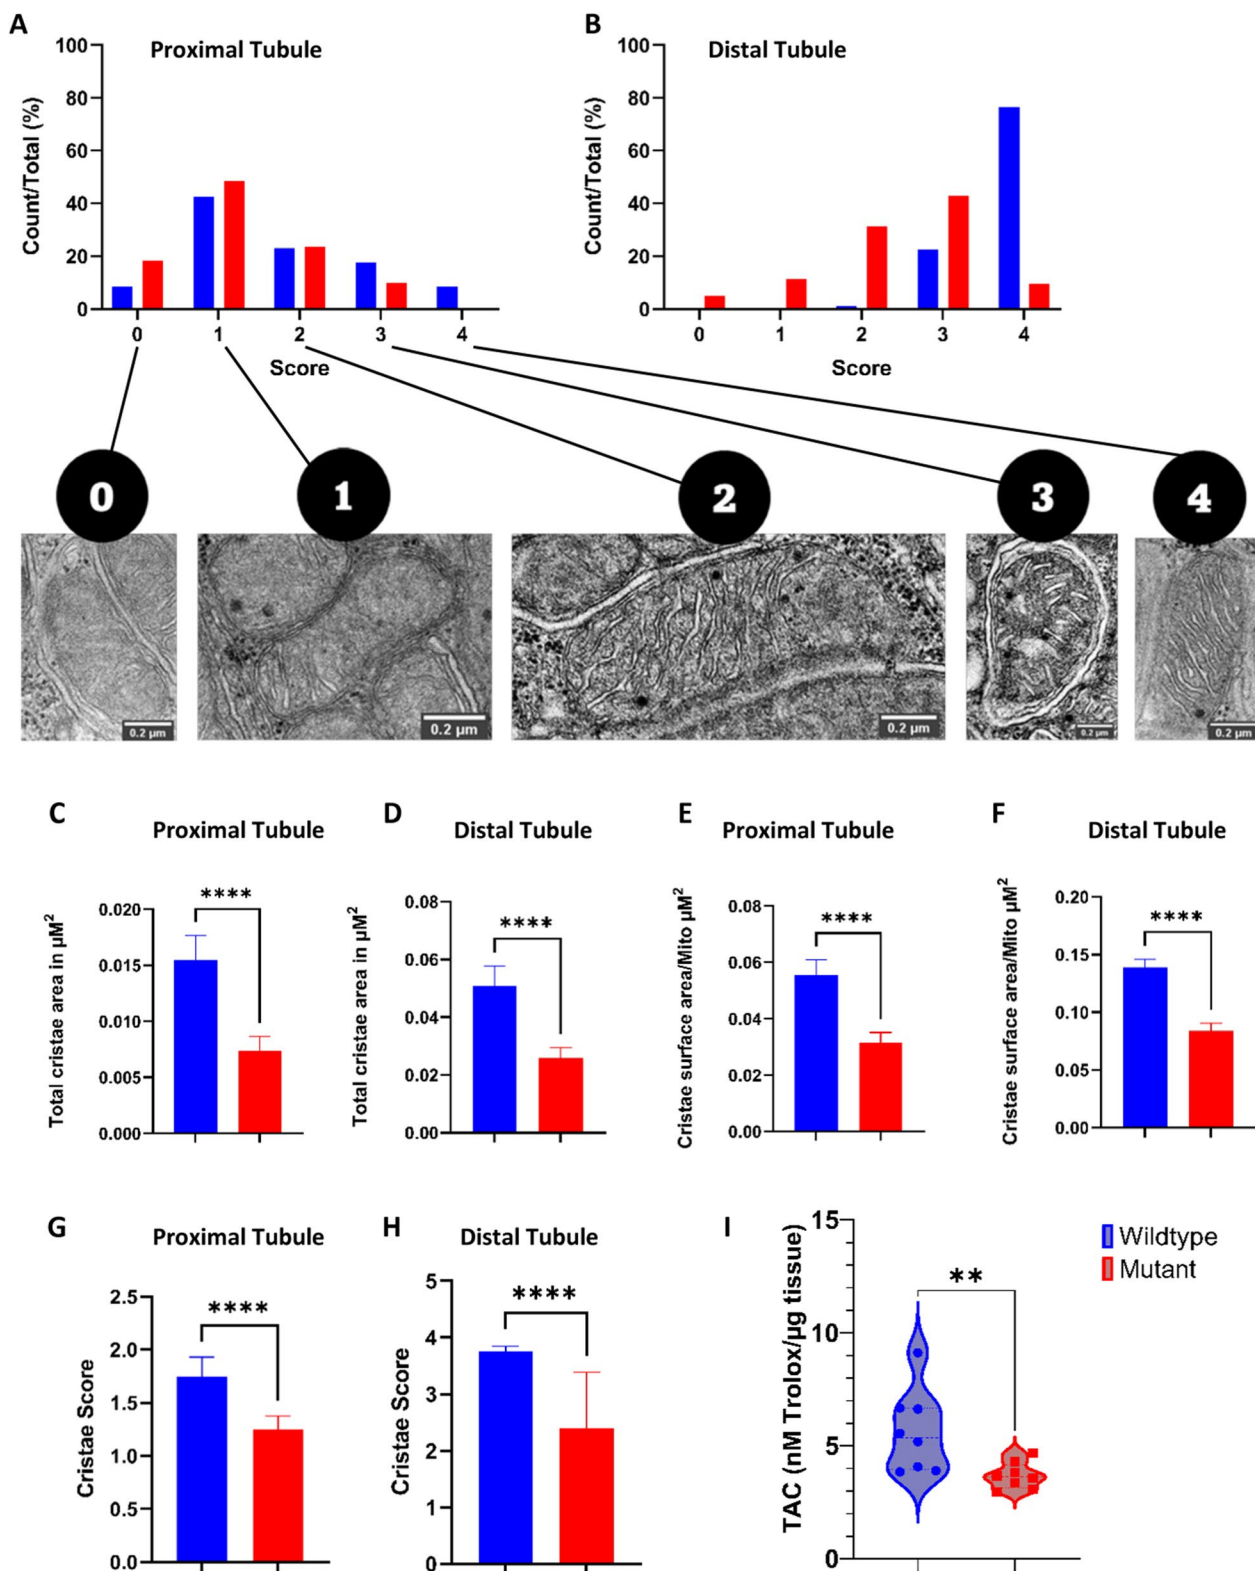 A
Proximal Tubule
Count/Total (%)
100
80
60
40
20
0
0 1 2 3 4
Score
B
Distal Tubule
Count/Total (%)
100
80
60
40
20
0
0 1 2 3 4
Score
0 1 2 3 4
0.2 µm 0.2 µm 0.2 µm 0.2 µm 0.2 µm
C
Proximal Tubule
Total cristae area in µM²
0.020
0.015
0.010
0.005
0.000
****
D
Distal Tubule
Total cristae area in µM²
0.08
0.06
0.04
0.02
0.00
****
E
Proximal Tubule
Cristae surface area/Mito µM²
0.08
0.06
0.04
0.02
0.00
****
F
Distal Tubule
Cristae surface area/Mito µM²
0.20
0.15
0.10
0.05
0.00
****
G
Proximal Tubule
Cristae Score
2.5
2.0
1.5
1.0
0.5
0.0
****
H
Distal Tubule
Cristae Score
5
4
3
2
1
0
****
I
TAC (nM Trolox/µg tissue)
15
10
5
0
**
Wildtype
Mutant